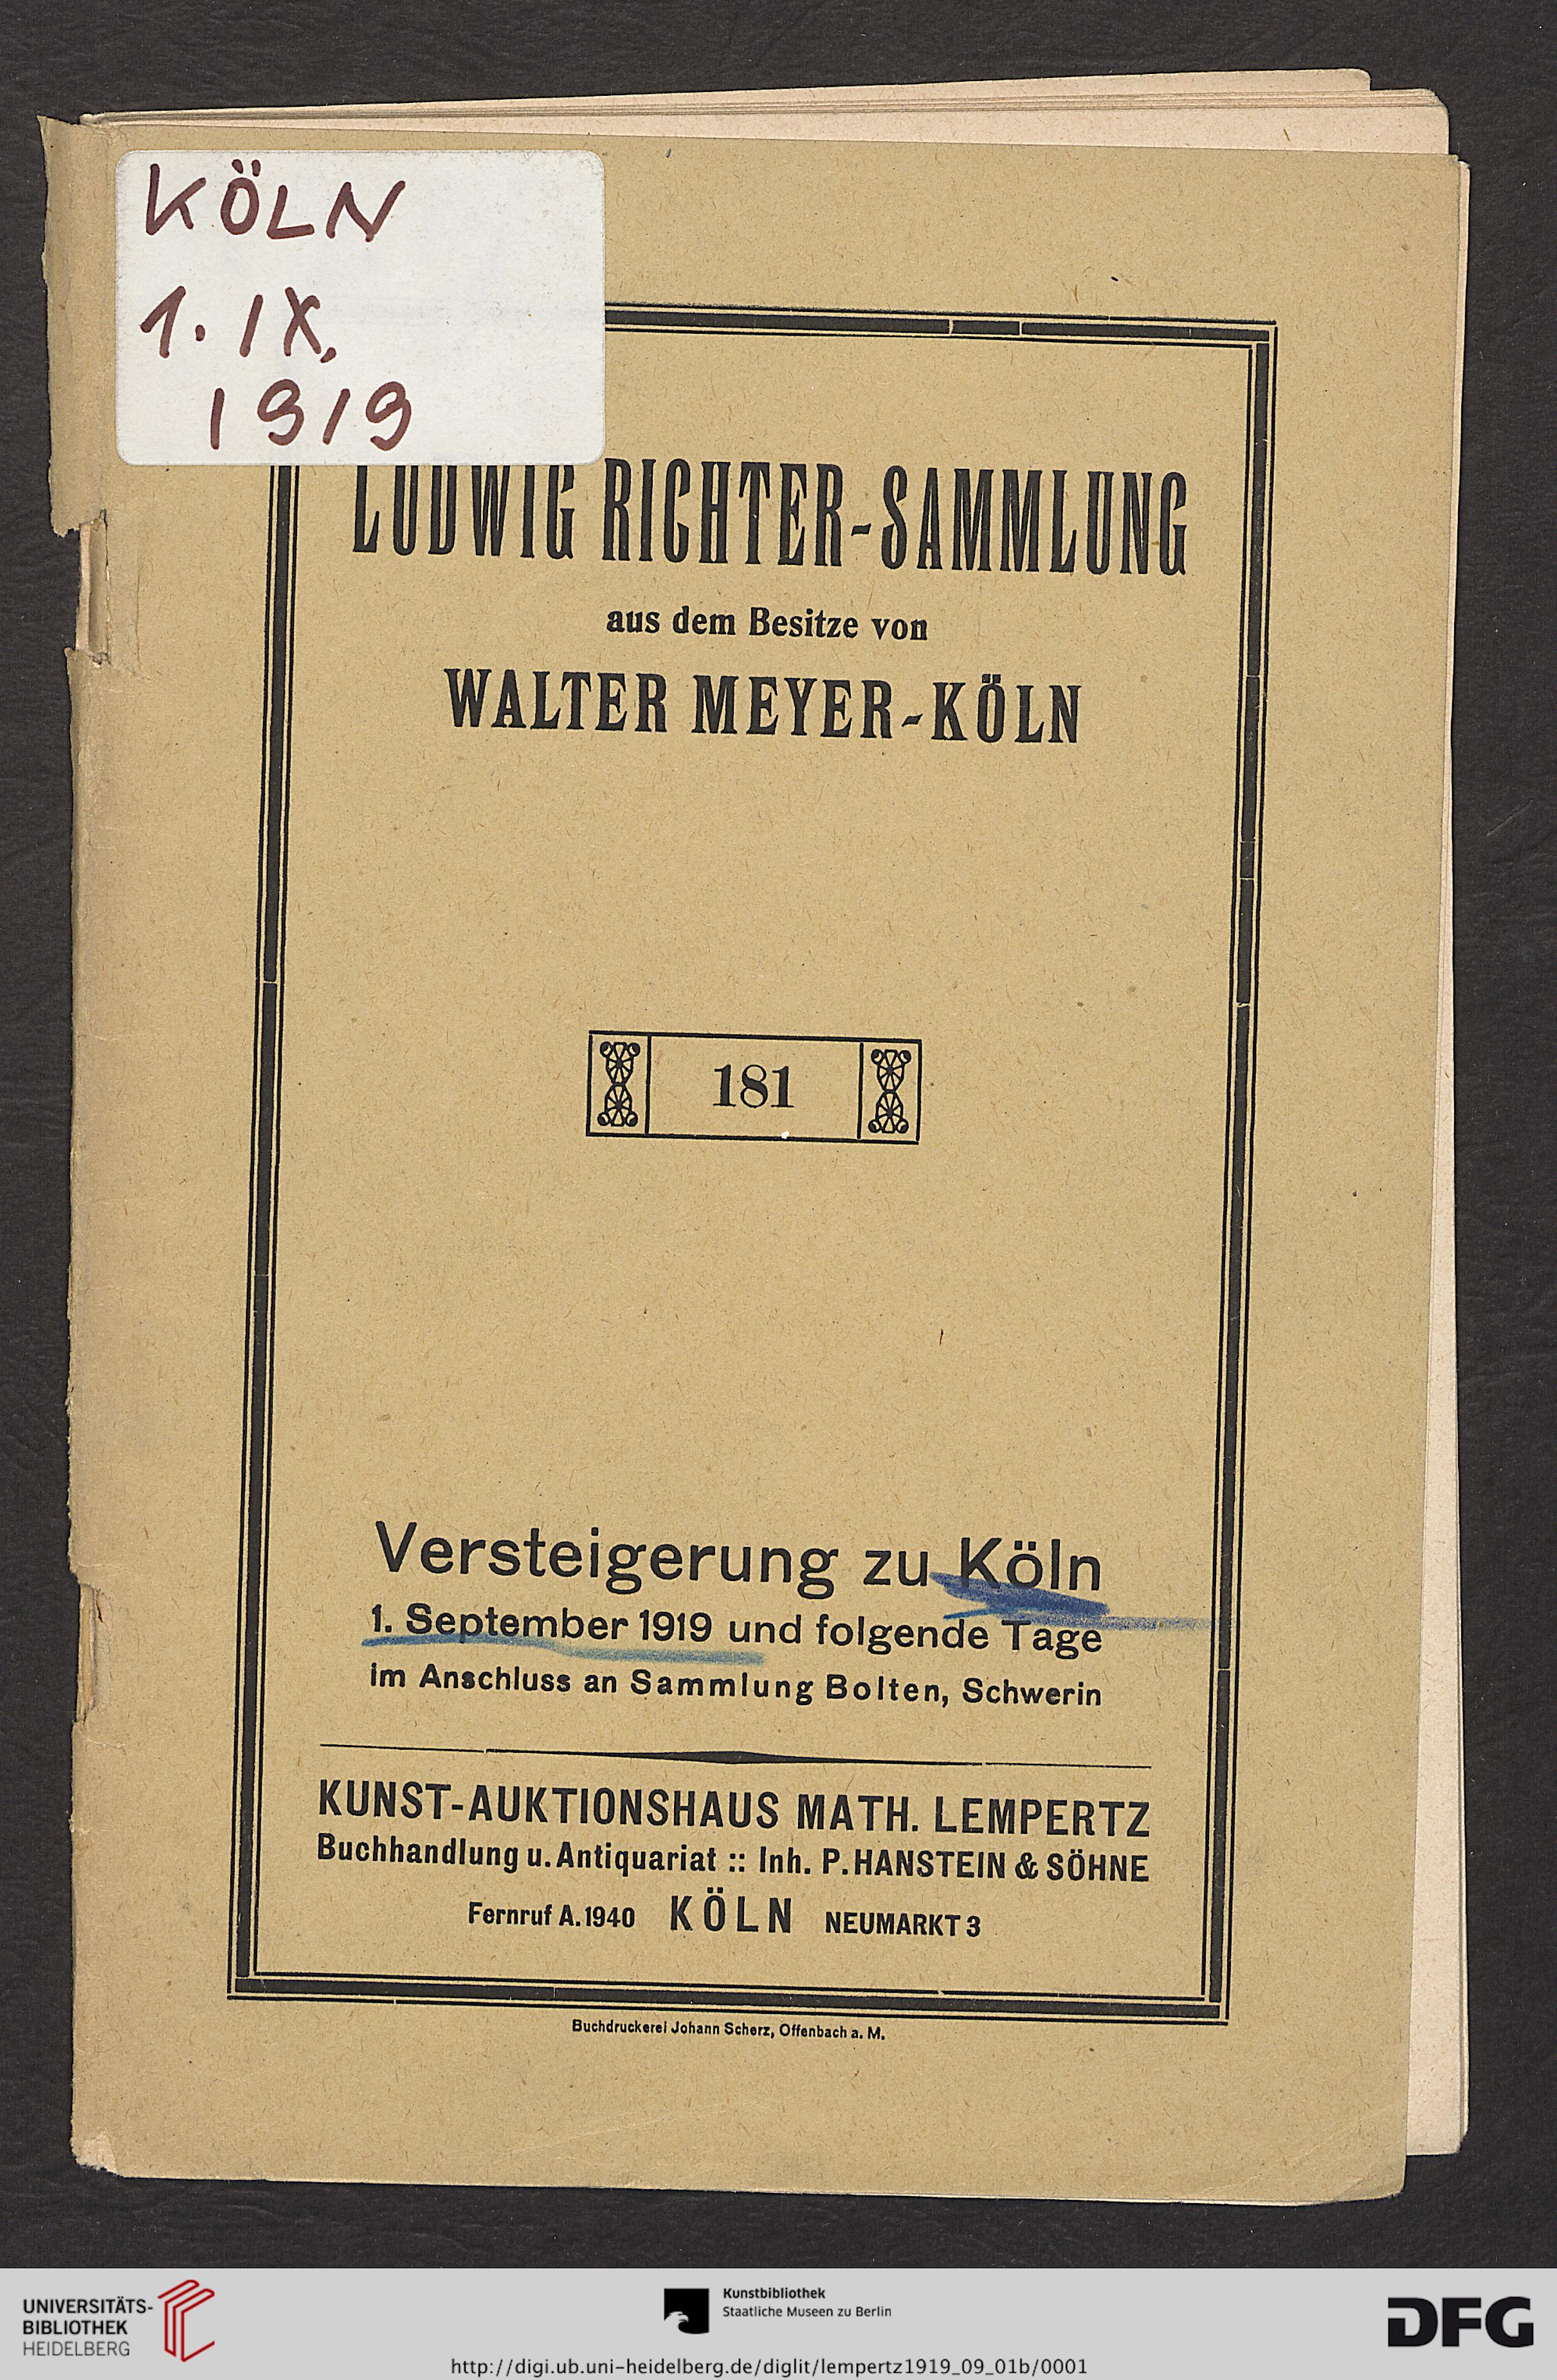 KÖLN
1. IX.
1919
LUDWIG RICHTER-SAMMLUNG
aus dem Besitze von
WALTER MEYER-KÖLN
181
Versteigerung zu Köln
1. September 1919 und folgende Tage
im Anschluss an Sammlung Bolten, Schwerin
KUNST-AUKTIONSHAUS MATH. LEMPERTZ
Buchhandlung u. Antiquariat :: Inh. P. HANSTEIN & SÖHNE
Fernruf A. 1940 KÖLN NEUMARKT 3
Buchdruckerei Johann Scherz, Offenbach a. M.
UNIVERSITÄTS-
BIBLIOTHEK
HEIDELBERG
Kunstbibliothek
Staatliche Museen zu Berlin
DFG
http://digi.ub.uni-heidelberg.de/diglit/lempertz1919_09_01b/0001